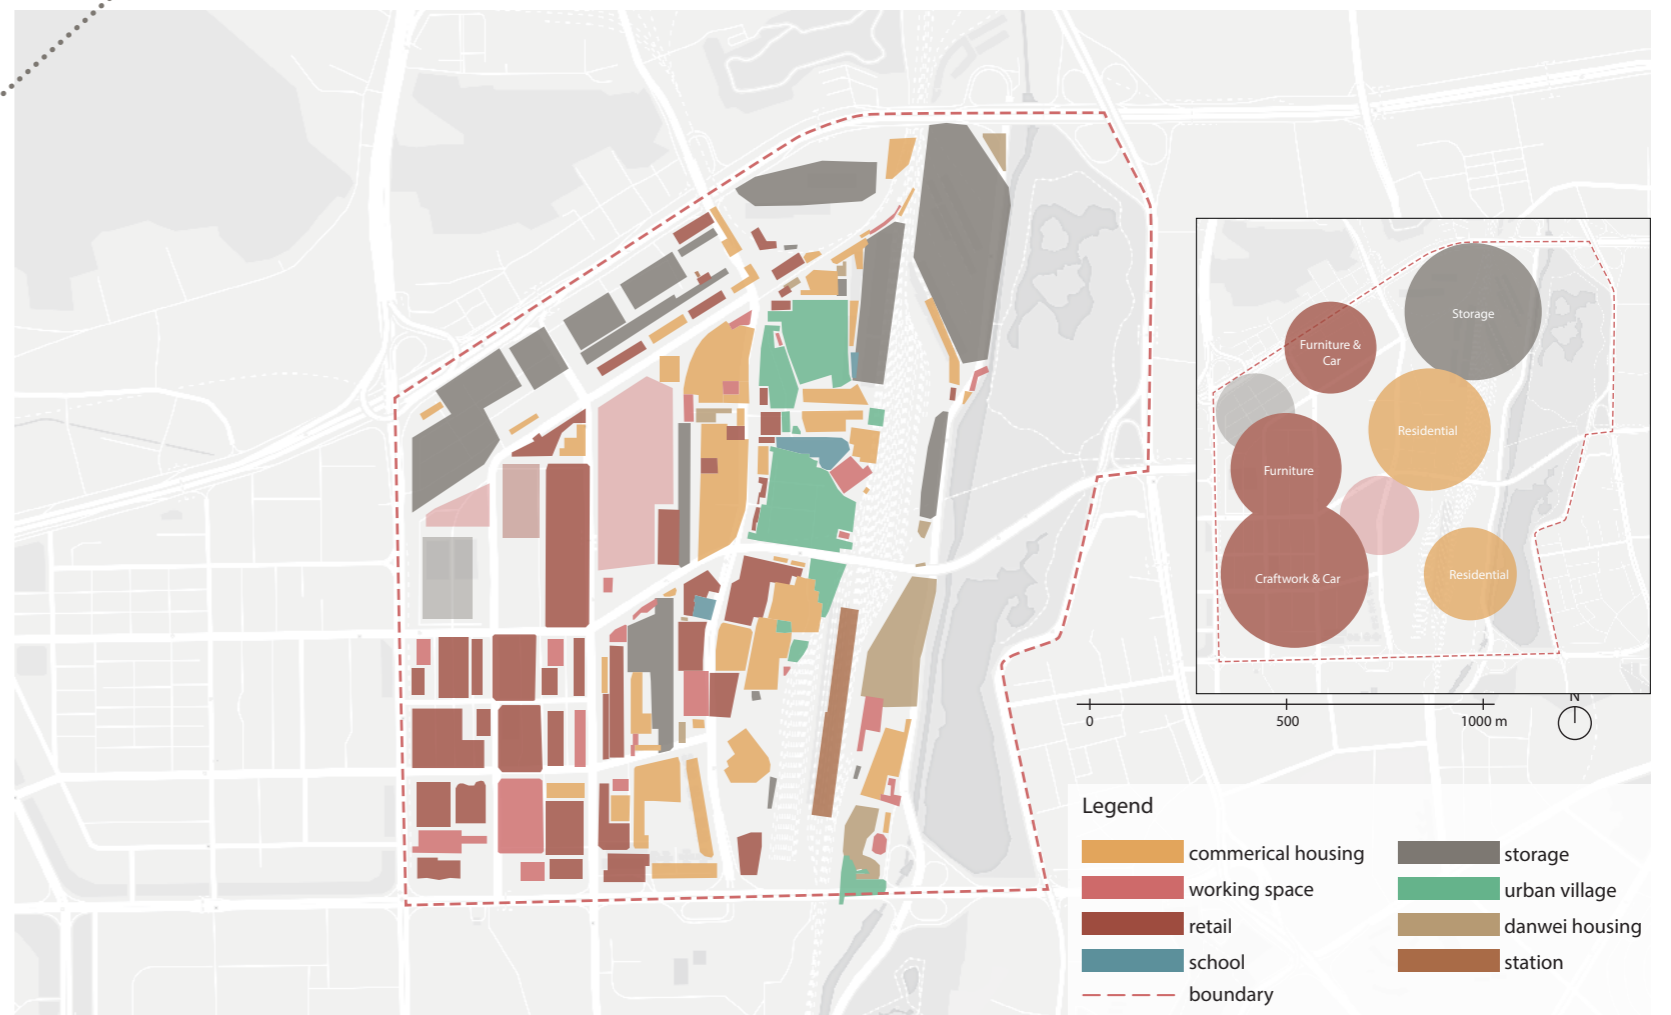 Storage
Furniture &
Car
Residential
Furniture
Craftwork & Car
Residential
N
0 500 1000 m
Legend
commerical housing
working space
retail
school
boundary
storage
urban village
danwei housing
station